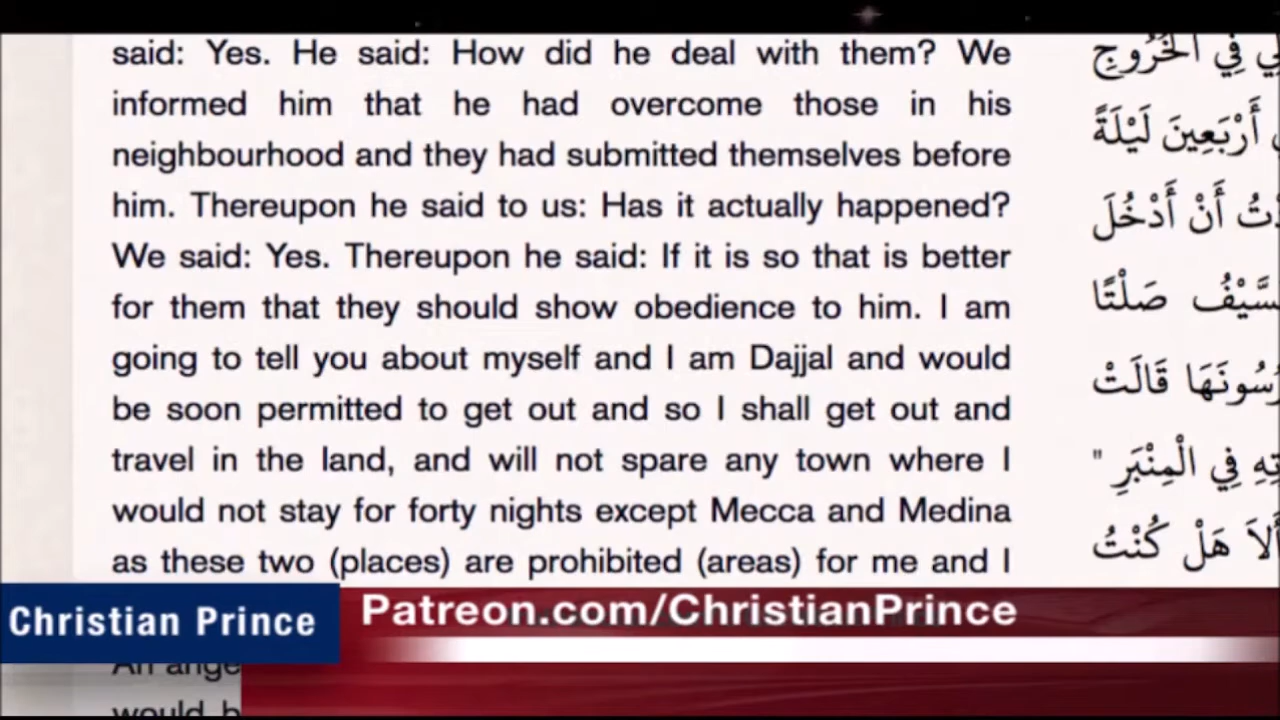 said: Yes. He said: How did he deal with them? We
informed him that he had overcome those in his
neighbourhood and they had submitted themselves before
him. Thereupon he said to us: Has it actually happened?
We said: Yes. Thereupon he said: If it is so that is better
for them that they should show obedience to him. I am
going to tell you about myself and I am Dajjal and would
be soon permitted to get out and so I shall get out and
travel in the land, and will not spare any town where I
would not stay for forty nights except Mecca and Medina
as these two (places) are prohibited (areas) for me and I
An ange
would b
فِي الْخُرُوجِ
أَرْبَعِينَ لَيْلَةً
أَنْ أَدْخُلَ
صَلْتًا
قَالَتْ
فِي الْمِنْبَرِ "
أَلاَ هَلْ كُنْتُ
Christian Prince
Patreon.com/ChristianPrince